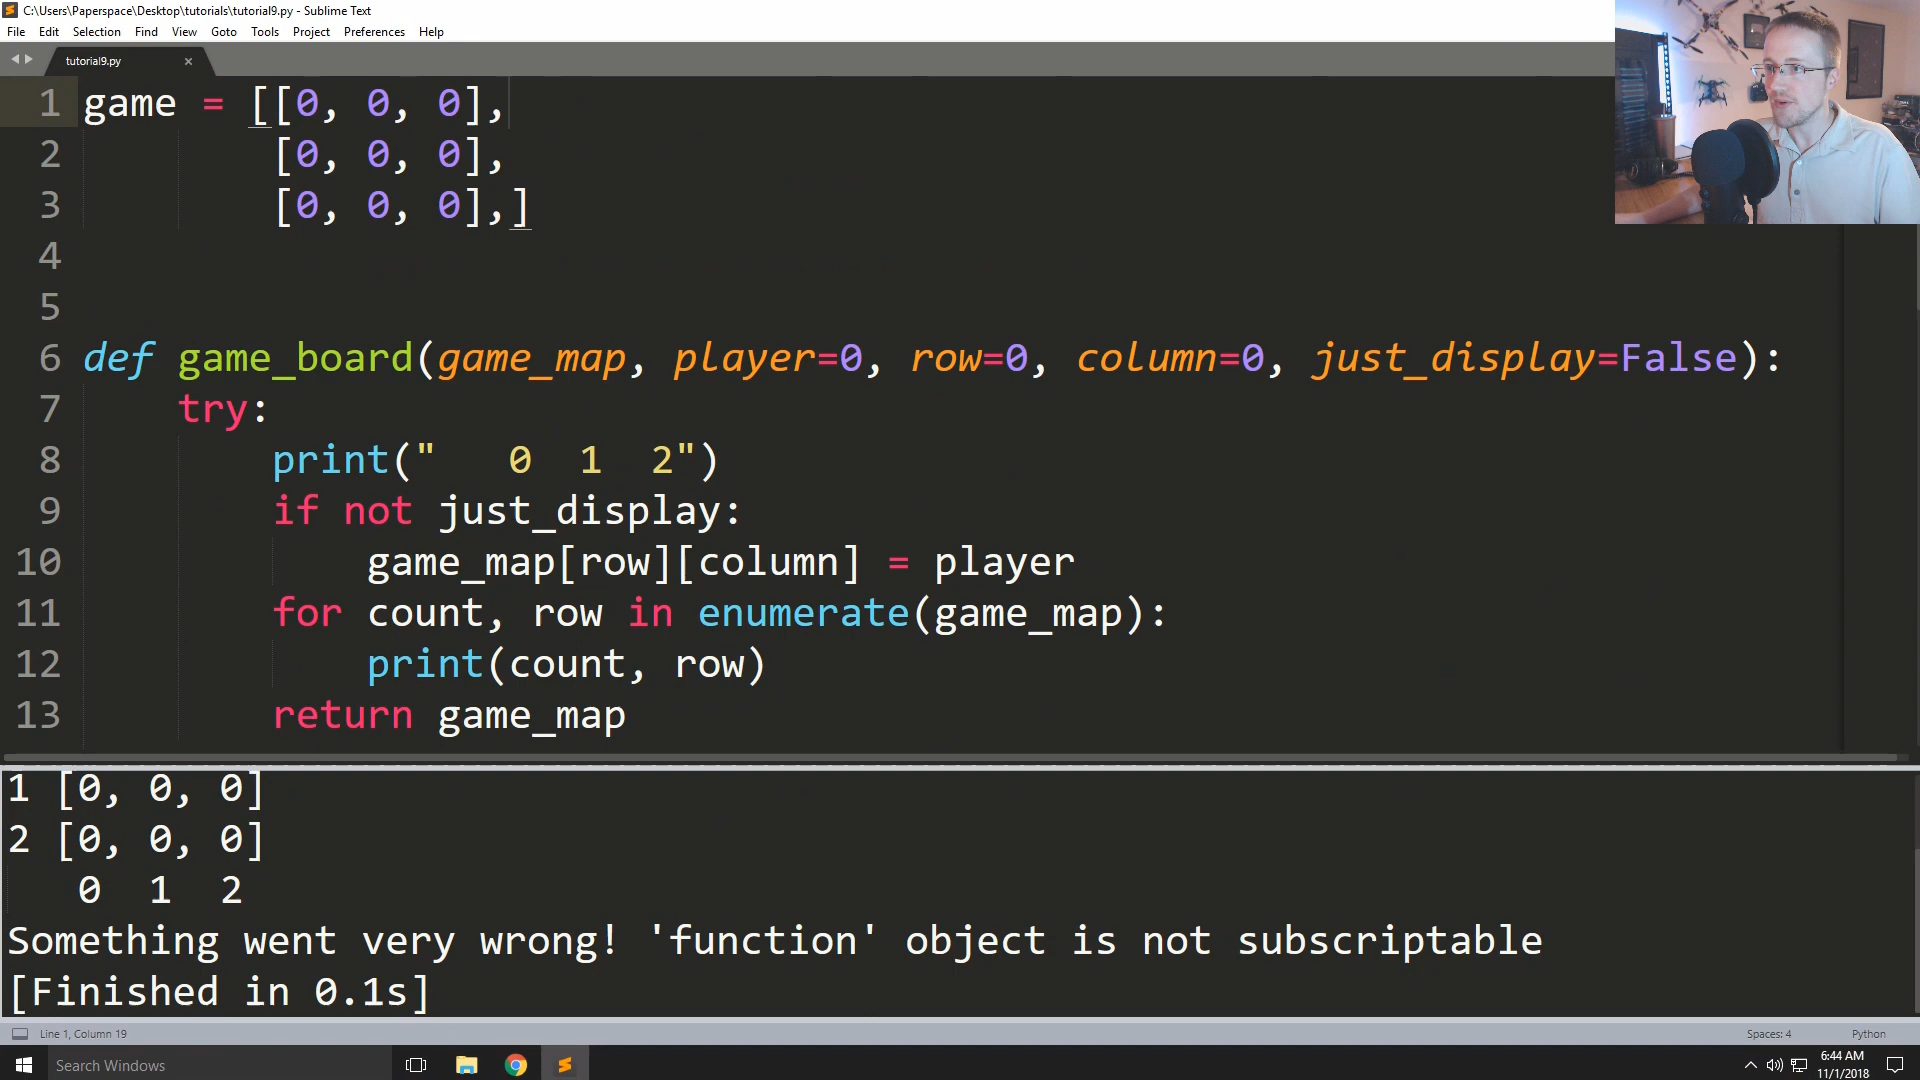 C:\Users\Paperspace\Desktop\tutorials\tutorial9.py - Sublime Text
File Edit Selection Find View Goto Tools Project Preferences Help
tutorial9.py
1 game = [[0, 0, 0],
2 [0, 0, 0],
3 [0, 0, 0],]
4
5
6 def game_board(game_map, player=0, row=0, column=0, just_display=False):
7 try:
8 print("   0  1  2")
9 if not just_display:
10 game_map[row][column] = player
11 for count, row in enumerate(game_map):
12 print(count, row)
13 return game_map
1 [0, 0, 0]
2 [0, 0, 0]
0 1 2
Something went very wrong! 'function' object is not subscriptable
[Finished in 0.1s]
Line 1, Column 19
Spaces: 4
Python
Search Windows
6:44 AM
11/1/2018